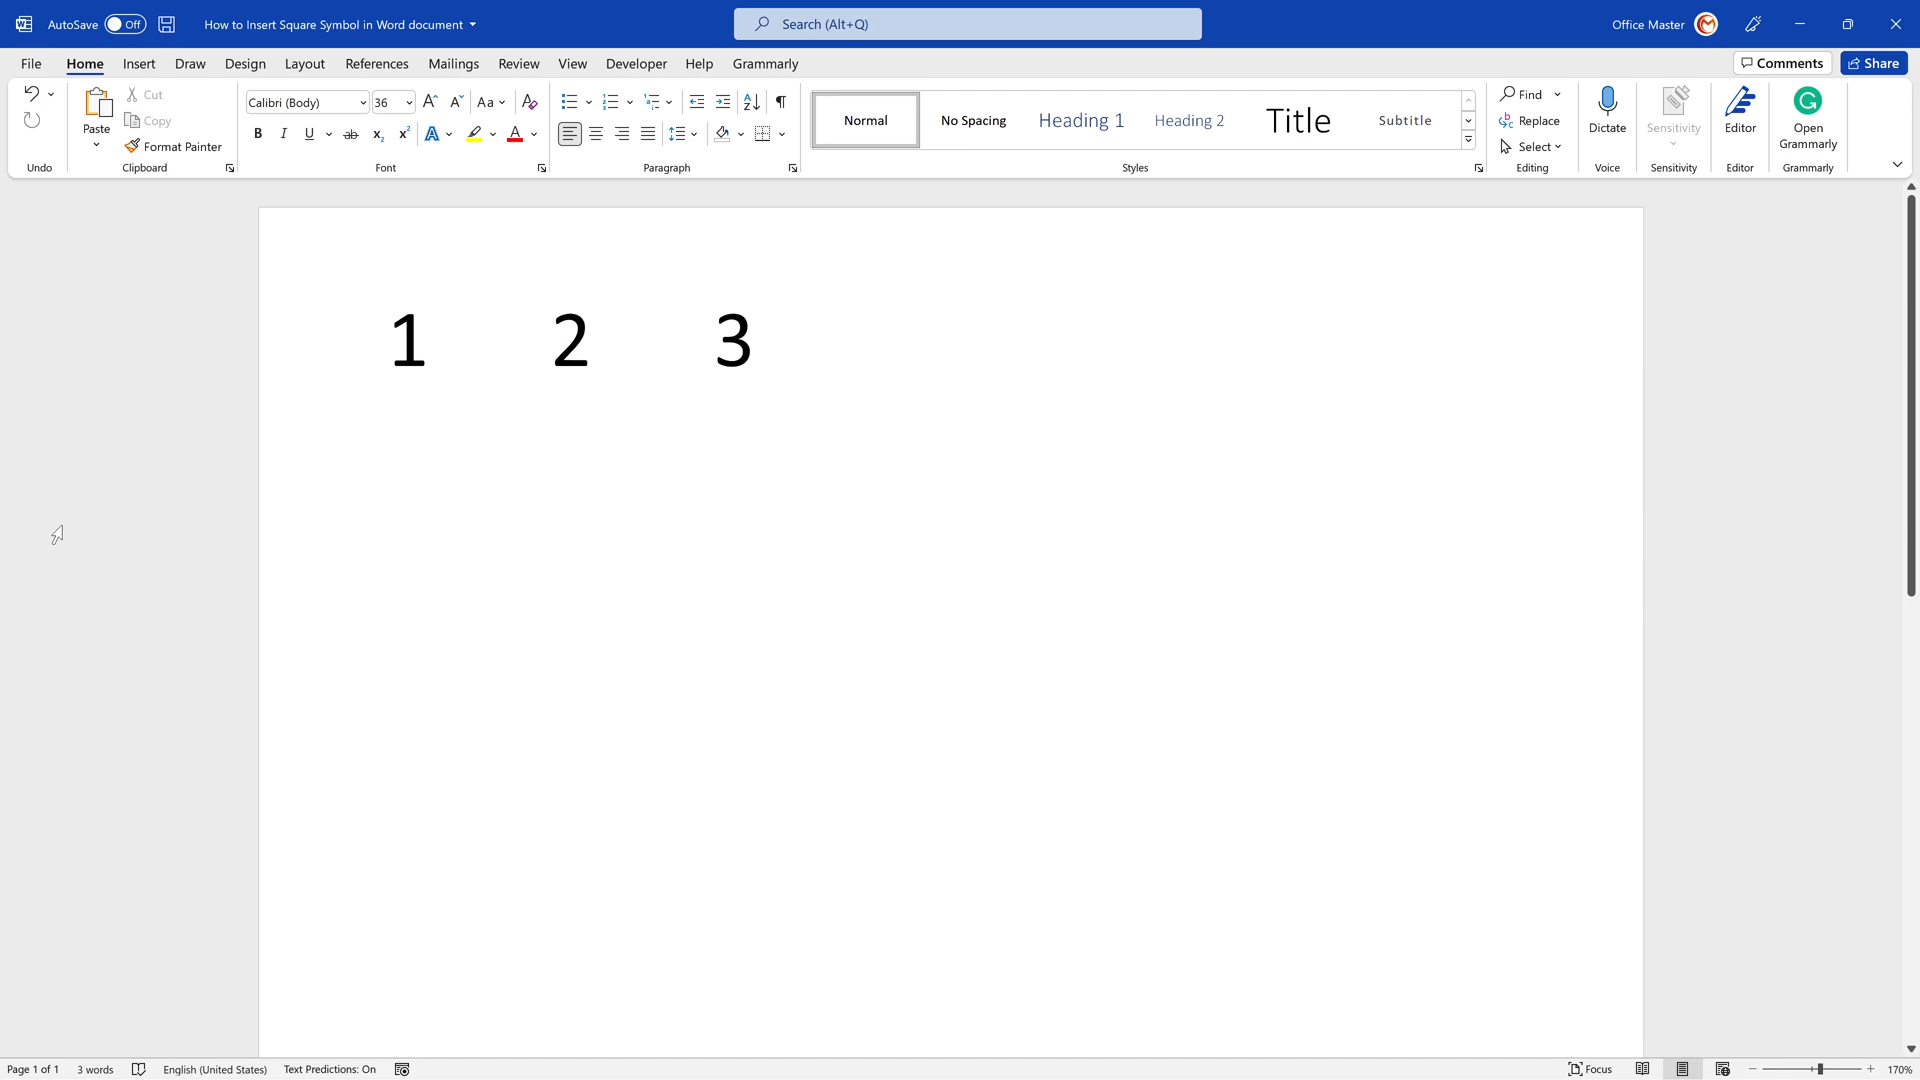 AutoSave Off How to Insert Square Symbol in Word document Search (Alt+Q) Office Master
File Home Insert Draw Design Layout References Mailings Review View Developer Help Grammarly Comments Share
Undo
Paste
Cut
Copy
Format Painter
Clipboard
Calibri (Body) 36 A A Aa A
B I U ab x2 x2 A A
Font
A Z ¶
Paragraph
Normal No Spacing Heading 1 Heading 2 Title Subtitle
Styles
Find
Replace
Select
Editing
Dictate
Voice
Sensitivity
Sensitivity
Editor
Editor
Open
Grammarly
Grammarly
1 2 3
Page 1 of 1 3 words English (United States) Text Predictions: On Focus 170%